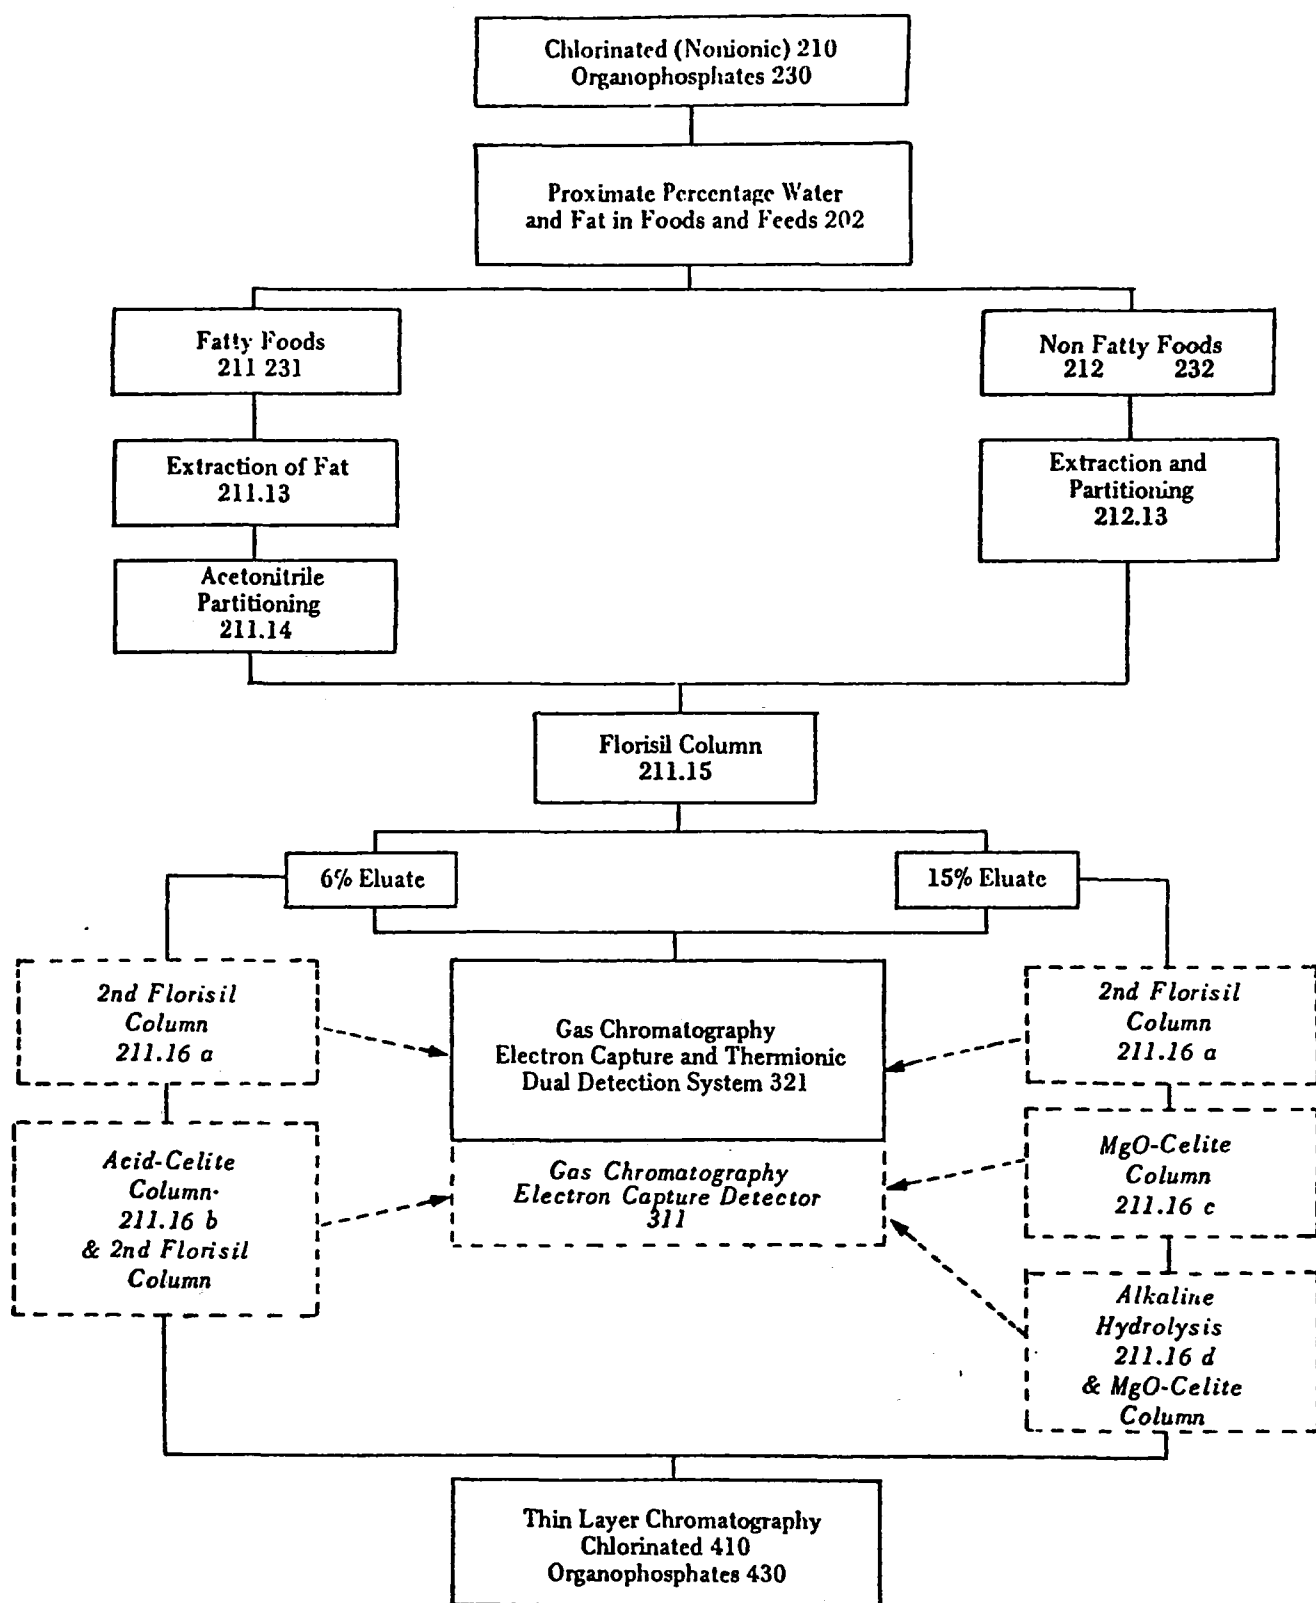 Chlorinated (Nonionic) 210
Organophosphates 230
Proximate Percentage Water
and Fat in Foods and Feeds 202
Fatty Foods
211 231
Non Fatty Foods
212 232
Extraction of Fat
211.13
Extraction and
Partitioning
212.13
Acetonitrile
Partitioning
211.14
Florisil Column
211.15
6% Eluate
15% Eluate
2nd Florisil
Column
211.16 a
Gas Chromatography
Electron Capture and Thermionic
Dual Detection System 321
2nd Florisil
Column
211.16 a
Acid-Celite
Column
211.16 b
& 2nd Florisil
Column
Gas Chromatography
Electron Capture Detector
311
MgO-Celite
Column
211.16 c
Alkaline
Hydrolysis
211.16 d
& MgO-Celite
Column
Thin Layer Chromatography
Chlorinated 410
Organophosphates 430